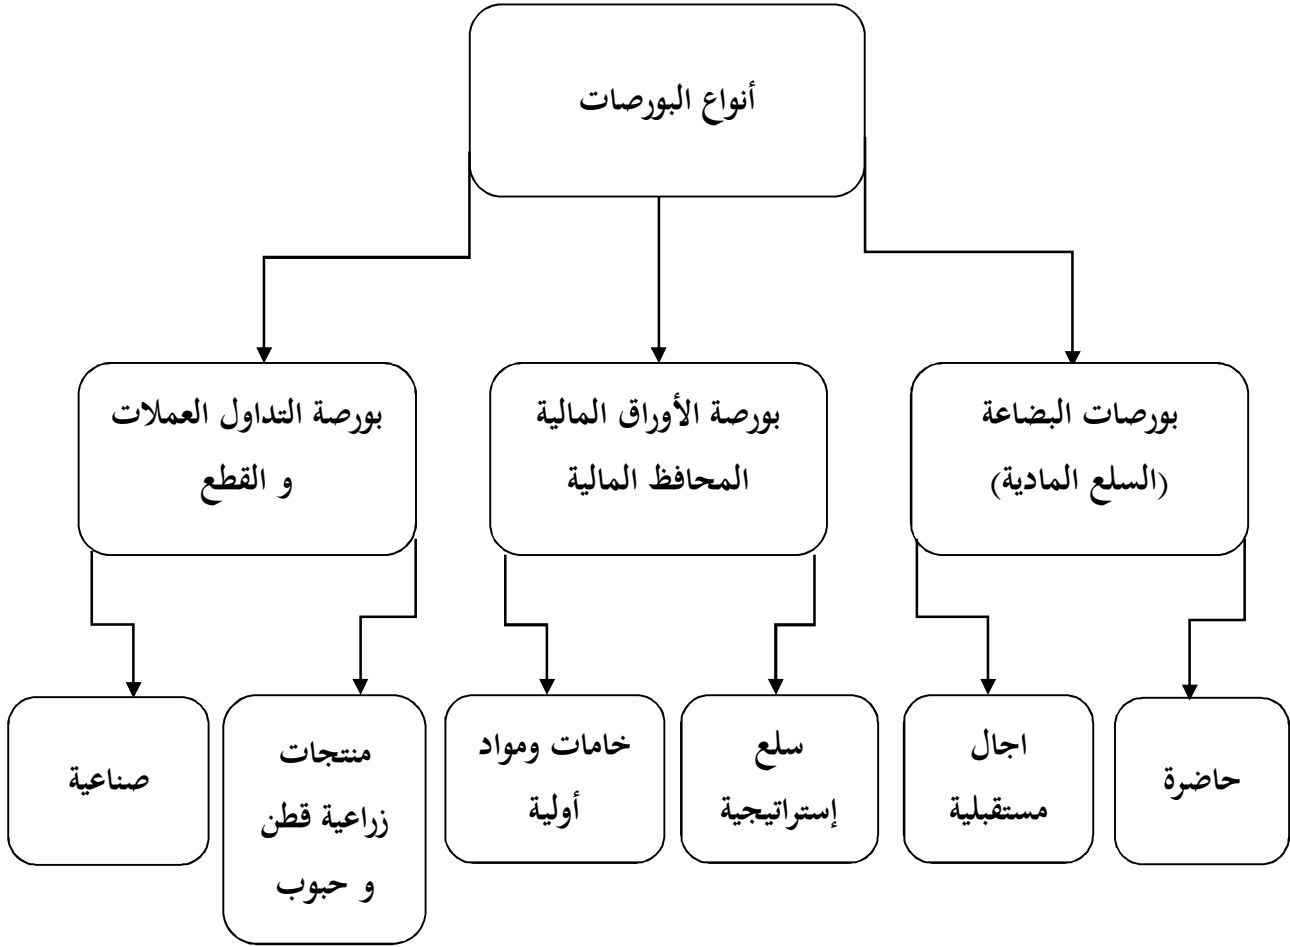 أنواع البورصات
بورصات البضاعة
(السلع المادية)
بورصة الأوراق المالية
المحافظ المالية
بورصة التداول العملات
و القطع
حاضرة
اجال
مستقبلية
سلع
إستراتيجية
خامات ومواد
أولية
منتجات
زراعية قطن
و حبوب
صناعية